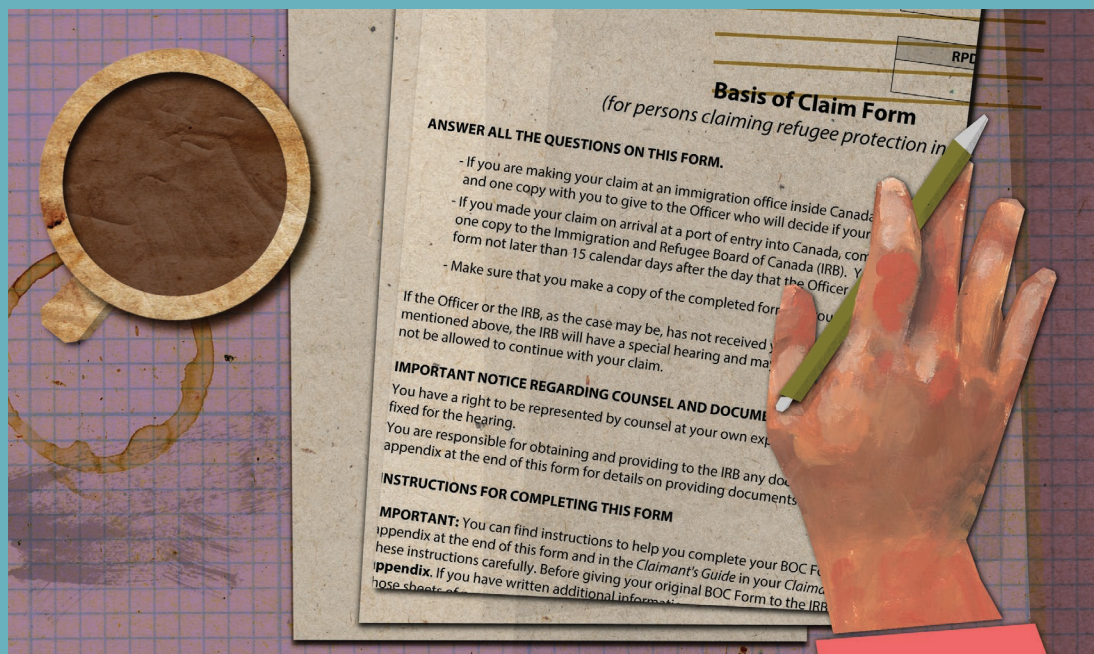 RPD
Basis of Claim Form
(for persons claiming refugee protection in
ANSWER ALL THE QUESTIONS ON THIS FORM.
- If you are making your claim at an immigration office inside Canada
and one copy with you to give to the Officer who will decide if your
- If you made your claim on arrival at a port of entry into Canada, com
one copy to the Immigration and Refugee Board of Canada (IRB). Y
form not later than 15 calendar days after the day that the Officer
- Make sure that you make a copy of the completed for
If the Officer or the IRB, as the case may be, has not received y
mentioned above, the IRB will have a special hearing and ma
not be allowed to continue with your claim.
IMPORTANT NOTICE REGARDING COUNSEL AND DOCUME
You have a right to be represented by counsel at your own exp
fixed for the hearing.
You are responsible for obtaining and providing to the IRB any doc
appendix at the end of this form for details on providing documents
INSTRUCTIONS FOR COMPLETING THIS FORM
MPORTANT: You can find instructions to help you complete your BOC Fo
appendix at the end of this form and in the Claimant's Guide in your Claima
hese instructions carefully. Before giving your original BOC Form to the IRB
appendix. If you have written additional informati
hose sheets of